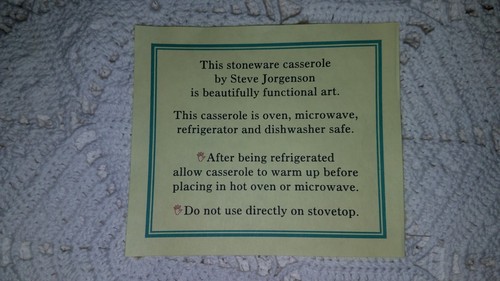 This stoneware casserole
by Steve Jorgenson
is beautifully functional art.
This casserole is oven, microwave,
refrigerator and dishwasher safe.
After being refrigerated
allow casserole to warm up before
placing in hot oven or microwave.
Do not use directly on stovetop.